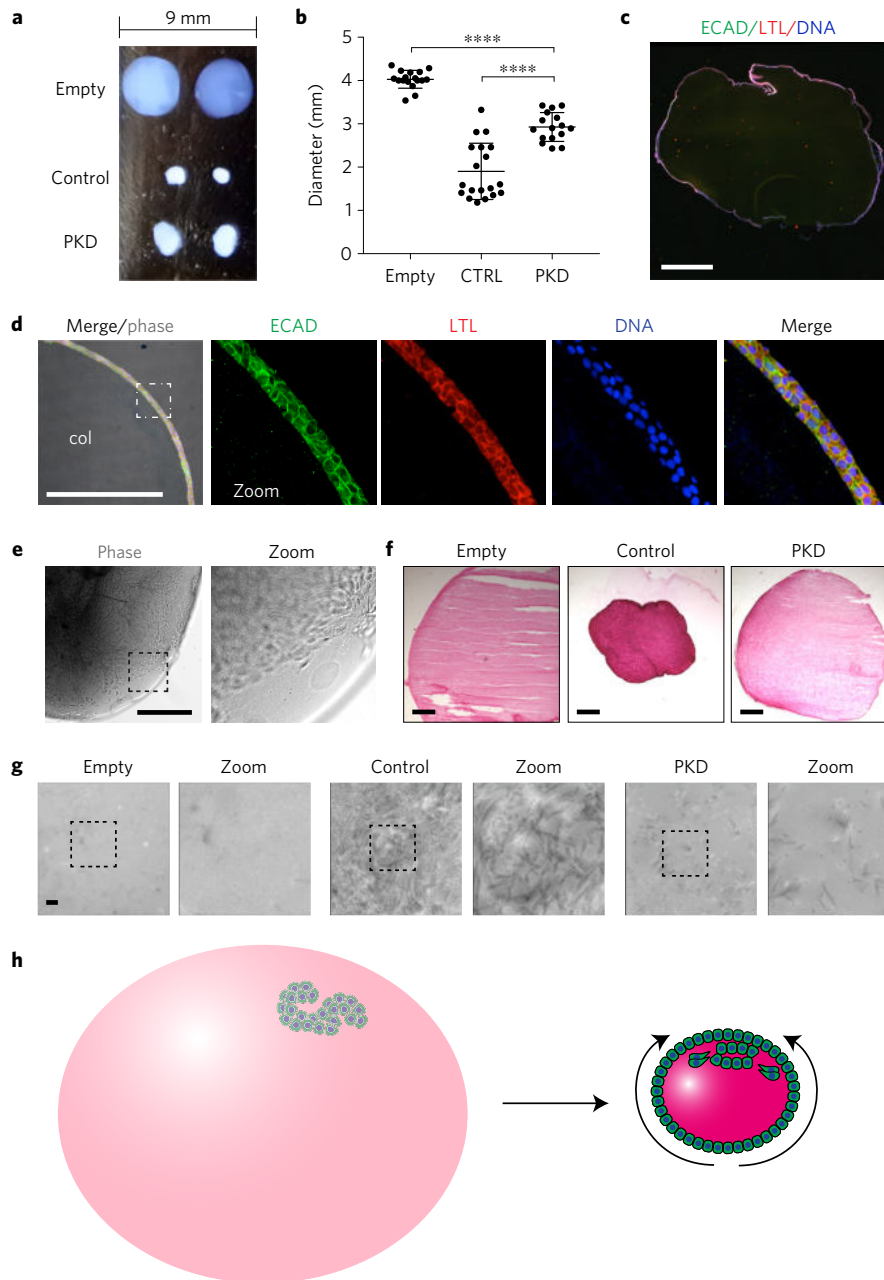 a
9 mm
Empty
Control
PKD
b
**** 
****
Diameter (mm)
5
4
3
2
1
0
Empty CTRL PKD
c
ECAD/LTL/DNA
d
Merge/phase ECAD LTL DNA Merge
col
Zoom
e
Phase Zoom
f
Empty Control PKD
g
Empty Zoom Control Zoom PKD Zoom
h